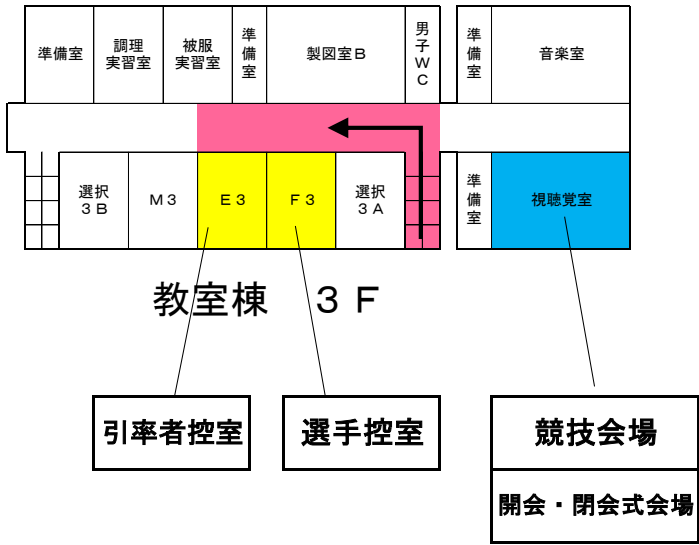 準備室
調理
実習室
被服
実習室
準備室
製図室Ｂ
男子ＷＣ
準備室
音楽室
選択
３Ｂ
Ｍ３
Ｅ３
Ｆ３
選択
３Ａ
準備室
視聴覚室
教室棟　３Ｆ
引率者控室
選手控室
競技会場
開会・閉会式会場